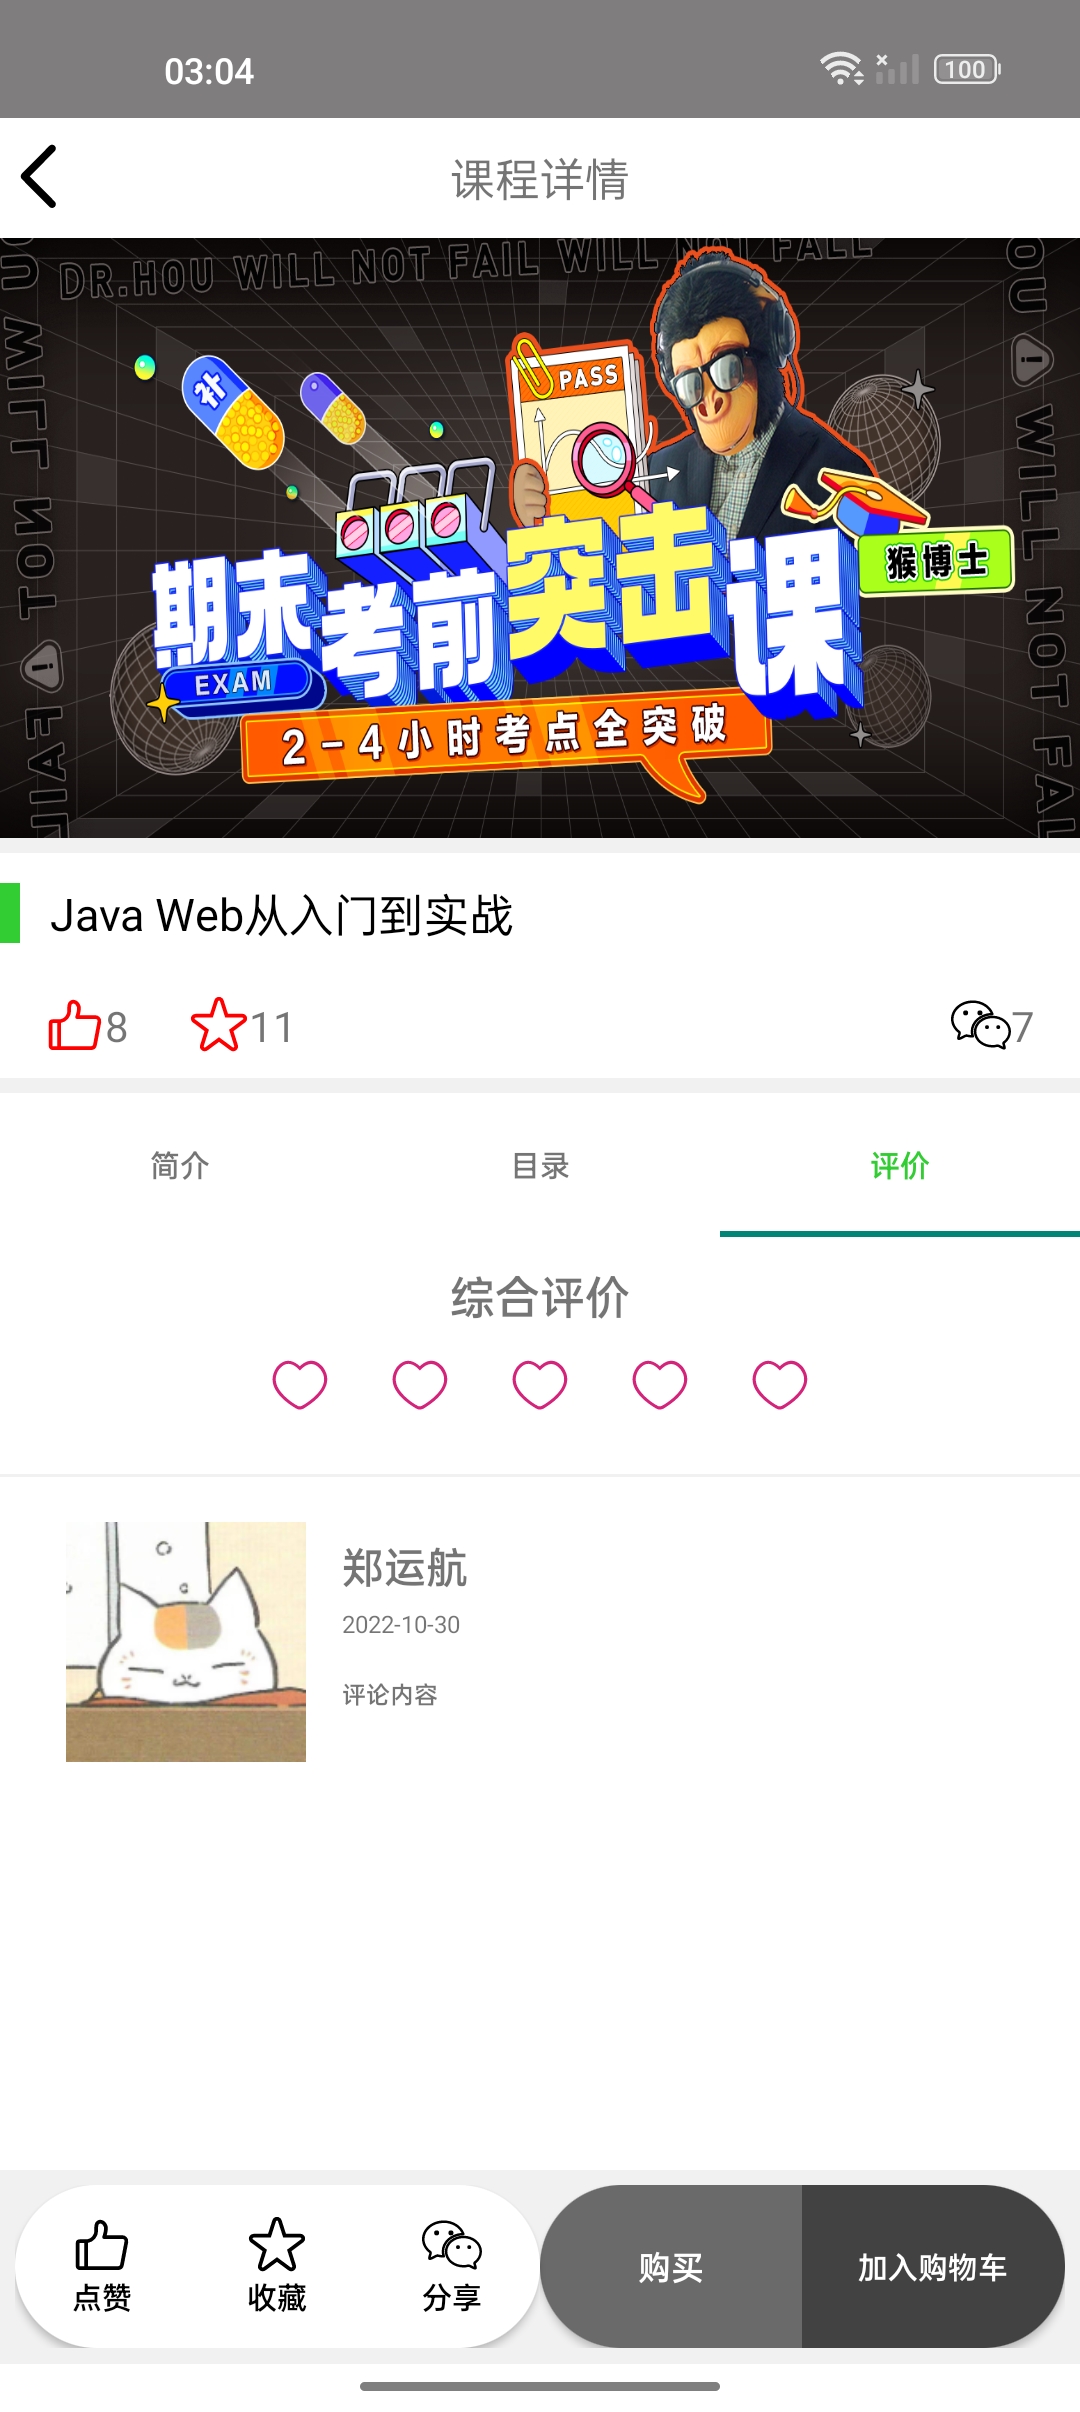 03:04
100
课程详情
DR.HOU WILL NOT FAIL WILL NOT FALL
OU ! WILL NOT FAI
WILL NOT ! FAIL
PASS
补
猴博士
期末考前突击课
EXAM
2-4小时考点全突破
Java Web从入门到实战
8 11 7
简介 目录 评价
综合评价
郑运航
2022-10-30
评论内容
点赞 收藏 分享 购买 加入购物车